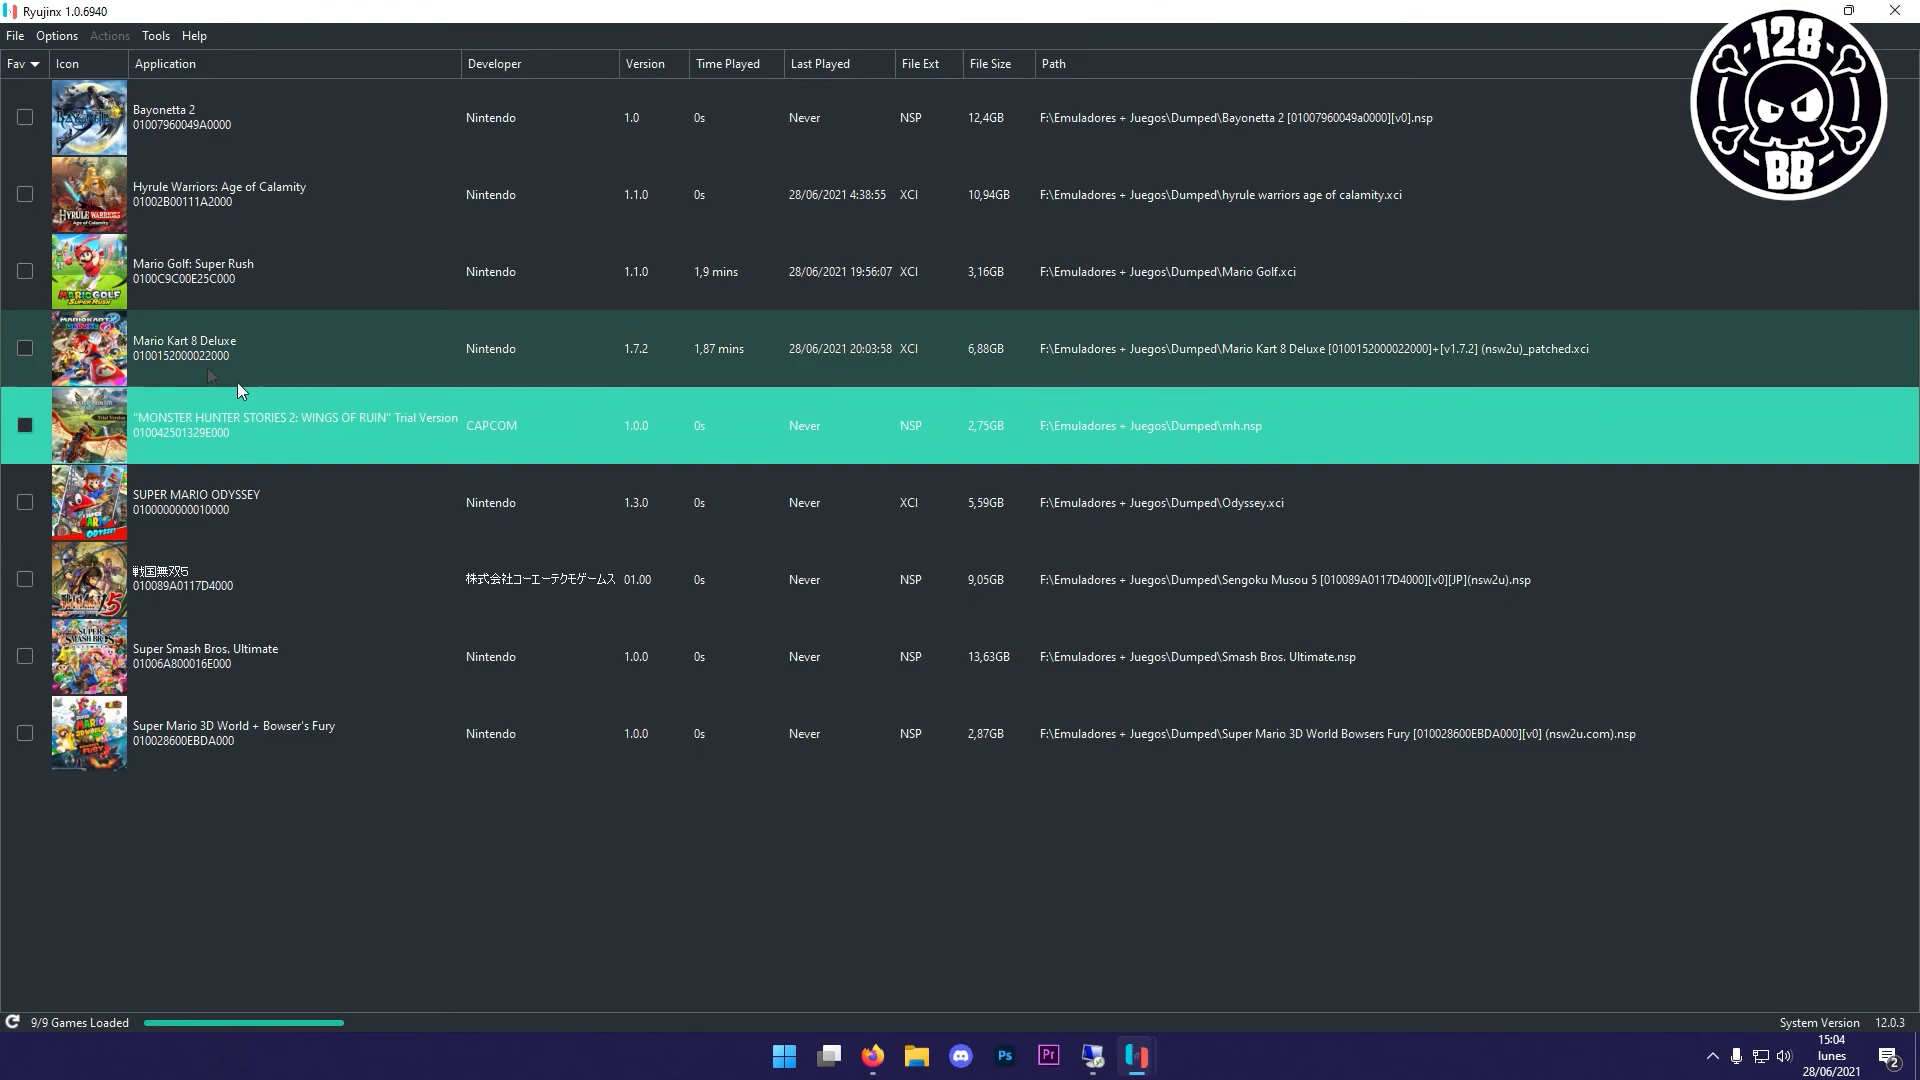 Ryujinx 1.0.6940
File Options Actions Tools Help
Fav Icon Application Developer Version Time Played Last Played File Ext File Size Path
Bayonetta 2
01007960049A0000
Nintendo 1.0 0s Never NSP 12,4GB F:\Emuladores + Juegos\Dumped\Bayonetta 2 [01007960049a0000][v0].nsp
Hyrule Warriors: Age of Calamity
01002B00111A2000
Nintendo 1.1.0 0s 28/06/2021 4:38:55 XCI 10,94GB F:\Emuladores + Juegos\Dumped\hyrule warriors age of calamity.xci
Mario Golf: Super Rush
0100C9C00E25C000
Nintendo 1.1.0 1,9 mins 28/06/2021 19:56:07 XCI 3,16GB F:\Emuladores + Juegos\Dumped\Mario Golf.xci
Mario Kart 8 Deluxe
0100152000022000
Nintendo 1.7.2 1,87 mins 28/06/2021 20:03:58 XCI 6,88GB F:\Emuladores + Juegos\Dumped\Mario Kart 8 Deluxe [0100152000022000]+[v1.7.2] (nsw2u)_patched.xci
"MONSTER HUNTER STORIES 2: WINGS OF RUIN" Trial Version
010042501329E000
CAPCOM 1.0.0 0s Never NSP 2,75GB F:\Emuladores + Juegos\Dumped\mh.nsp
SUPER MARIO ODYSSEY
0100000000010000
Nintendo 1.3.0 0s Never XCI 5,59GB F:\Emuladores + Juegos\Dumped\Odyssey.xci
戦国無双5
010089A0117D4000
株式会社コーエーテクモゲームス 01.00 0s Never NSP 9,05GB F:\Emuladores + Juegos\Dumped\Sengoku Musou 5 [010089A0117D4000][v0][JP](nsw2u).nsp
Super Smash Bros. Ultimate
01006A800016E000
Nintendo 1.0.0 0s Never NSP 13,63GB F:\Emuladores + Juegos\Dumped\Smash Bros. Ultimate.nsp
Super Mario 3D World + Bowser's Fury
010028600EBDA000
Nintendo 1.0.0 0s Never NSP 2,87GB F:\Emuladores + Juegos\Dumped\Super Mario 3D World Bowsers Fury [010028600EBDA000][v0] (nsw2u.com).nsp
128
BB
HYRULE WARRIORS
Age of Calamity
MARIO GOLF
SUPER RUSH
9/9 Games Loaded
System Version 12.0.3
Ps
Pr
15:04
lunes
28/06/2021
2